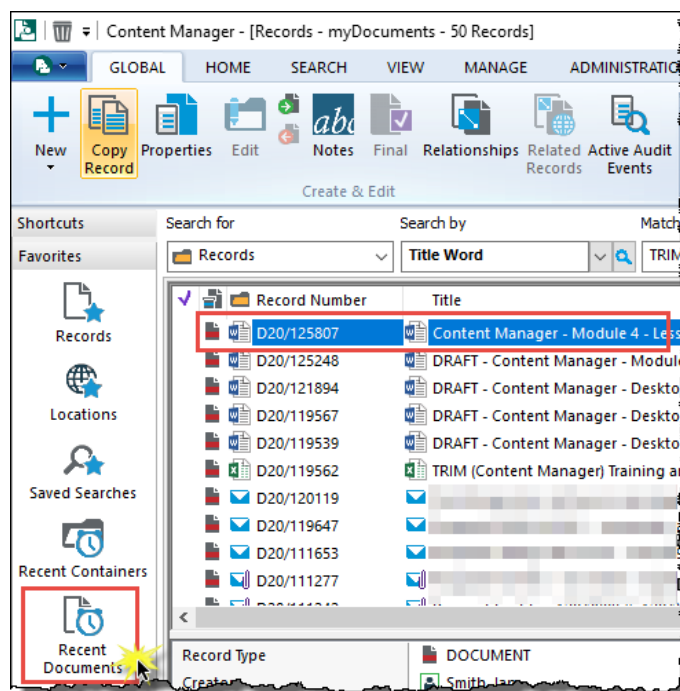 Content Manager - [Records - myDocuments - 50 Records]
GLOBAL HOME SEARCH VIEW MANAGE ADMINISTRATIO
New Copy Record Properties Edit abc Notes Final Relationships Related Records Active Audit Events
Create & Edit
Shortcuts Search for Search by Match
Favorites Records Title Word TRIM
Record Number Title
Records
D20/125807 Content Manager - Module 4 - Less
D20/125248 DRAFT - Content Manager - Module
D20/121894 DRAFT - Content Manager - Deskto
Locations
D20/119567 DRAFT - Content Manager - Deskto
D20/119539 DRAFT - Content Manager - Deskto
D20/119562 TRIM (Content Manager) Training a
Saved Searches
D20/120119
D20/119647
D20/111653
Recent Containers
D20/111277
Recent
Documents
Record Type DOCUMENT
Creator Smith